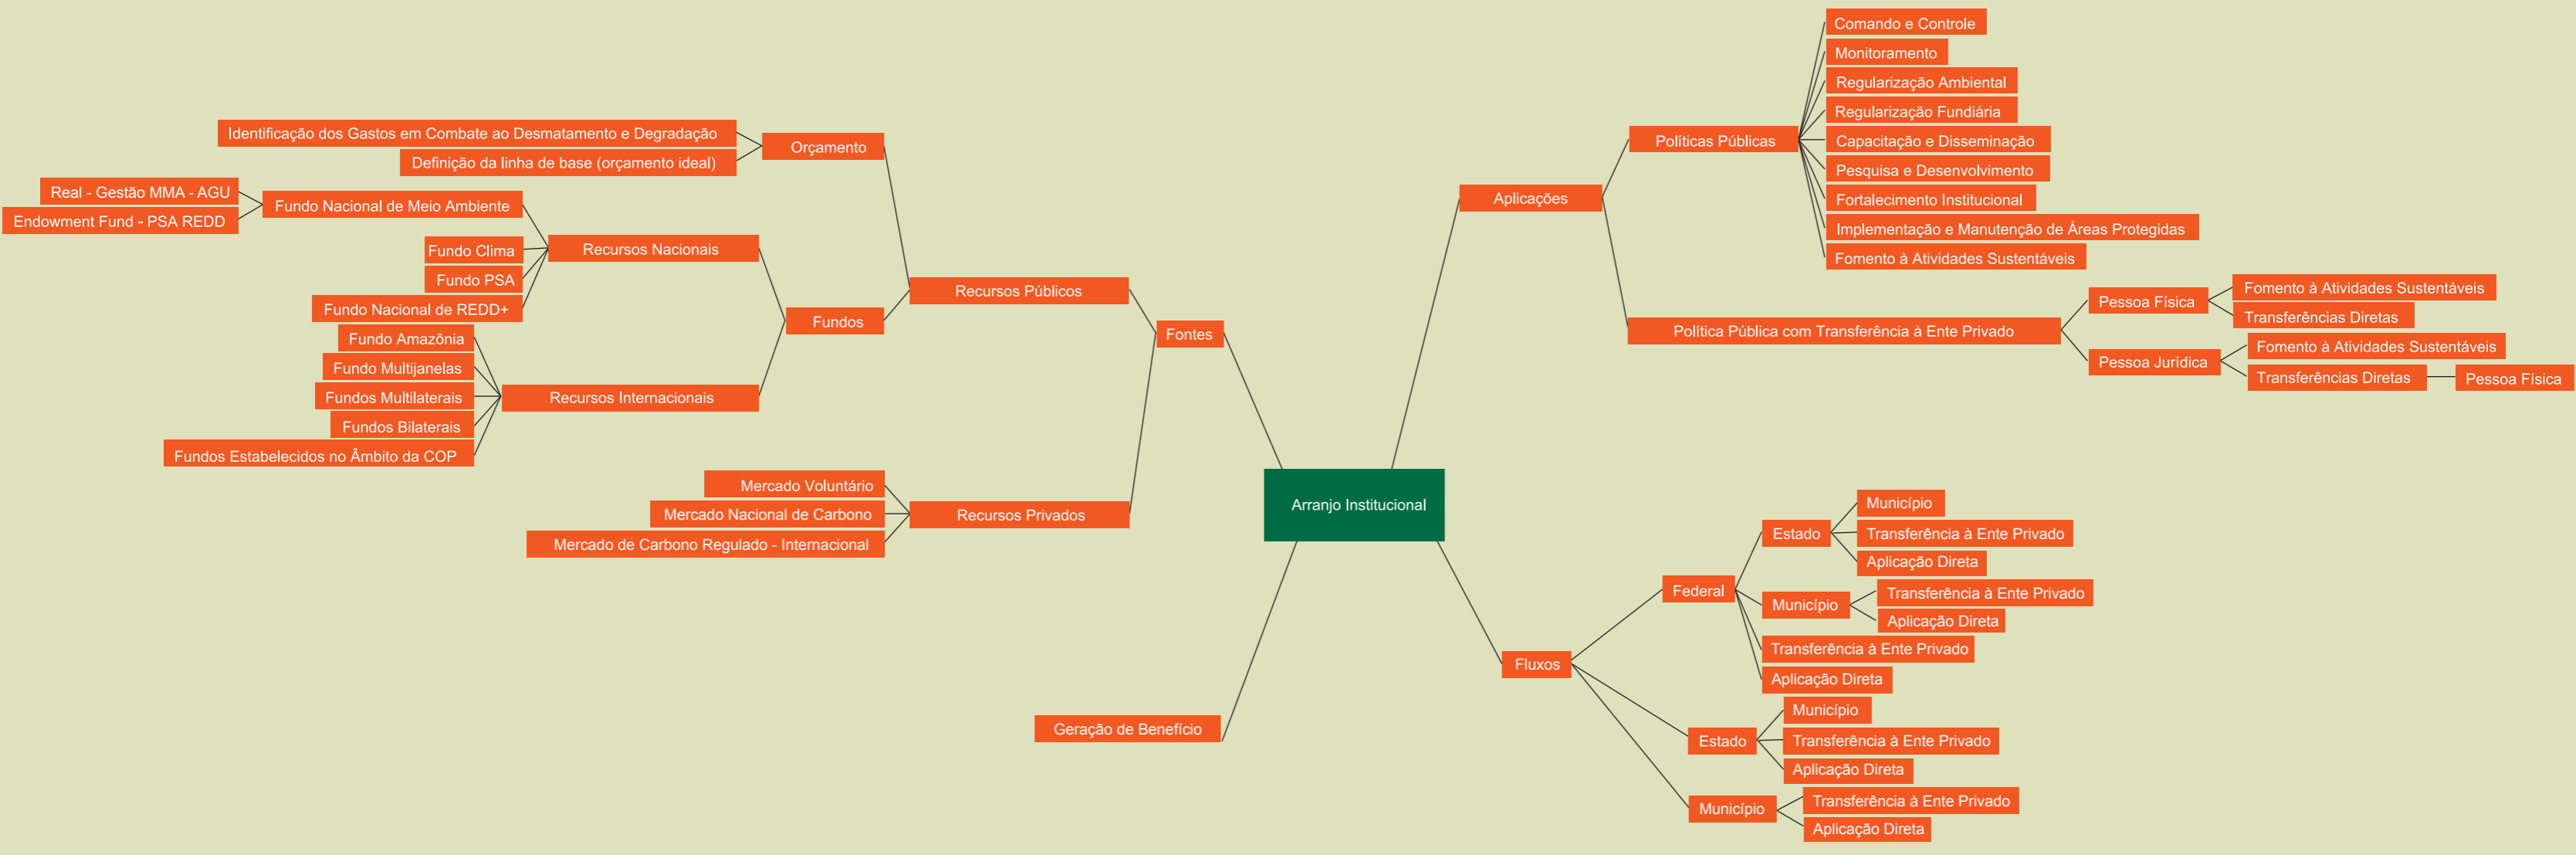 Identificação dos Gastos em Combate ao Desmatamento e Degradação
Definição da linha de base (orçamento ideal)
Orçamento
Real - Gestão MMA - AGU
Endowment Fund - PSA REDD
Fundo Nacional de Meio Ambiente
Fundo Clima
Fundo PSA
Fundo Nacional de REDD+
Recursos Nacionais
Fundo Amazônia
Fundo Multijanelas
Fundos Multilaterais
Fundos Bilaterais
Fundos Estabelecidos no Âmbito da COP
Recursos Internacionais
Fundos
Recursos Públicos
Mercado Voluntário
Mercado Nacional de Carbono
Mercado de Carbono Regulado - Internacional
Recursos Privados
Fontes
Geração de Benefício
Arranjo Institucional
Aplicações
Políticas Públicas
Comando e Controle
Monitoramento
Regularização Ambiental
Regularização Fundiária
Capacitação e Disseminação
Pesquisa e Desenvolvimento
Fortalecimento Institucional
Implementação e Manutenção de Áreas Protegidas
Fomento à Atividades Sustentáveis
Política Pública com Transferência à Ente Privado
Pessoa Física
Fomento à Atividades Sustentáveis
Transferências Diretas
Pessoa Jurídica
Fomento à Atividades Sustentáveis
Transferências Diretas
Pessoa Física
Fluxos
Federal
Estado
Município
Transferência à Ente Privado
Aplicação Direta
Município
Transferência à Ente Privado
Aplicação Direta
Transferência à Ente Privado
Aplicação Direta
Estado
Município
Transferência à Ente Privado
Aplicação Direta
Município
Transferência à Ente Privado
Aplicação Direta